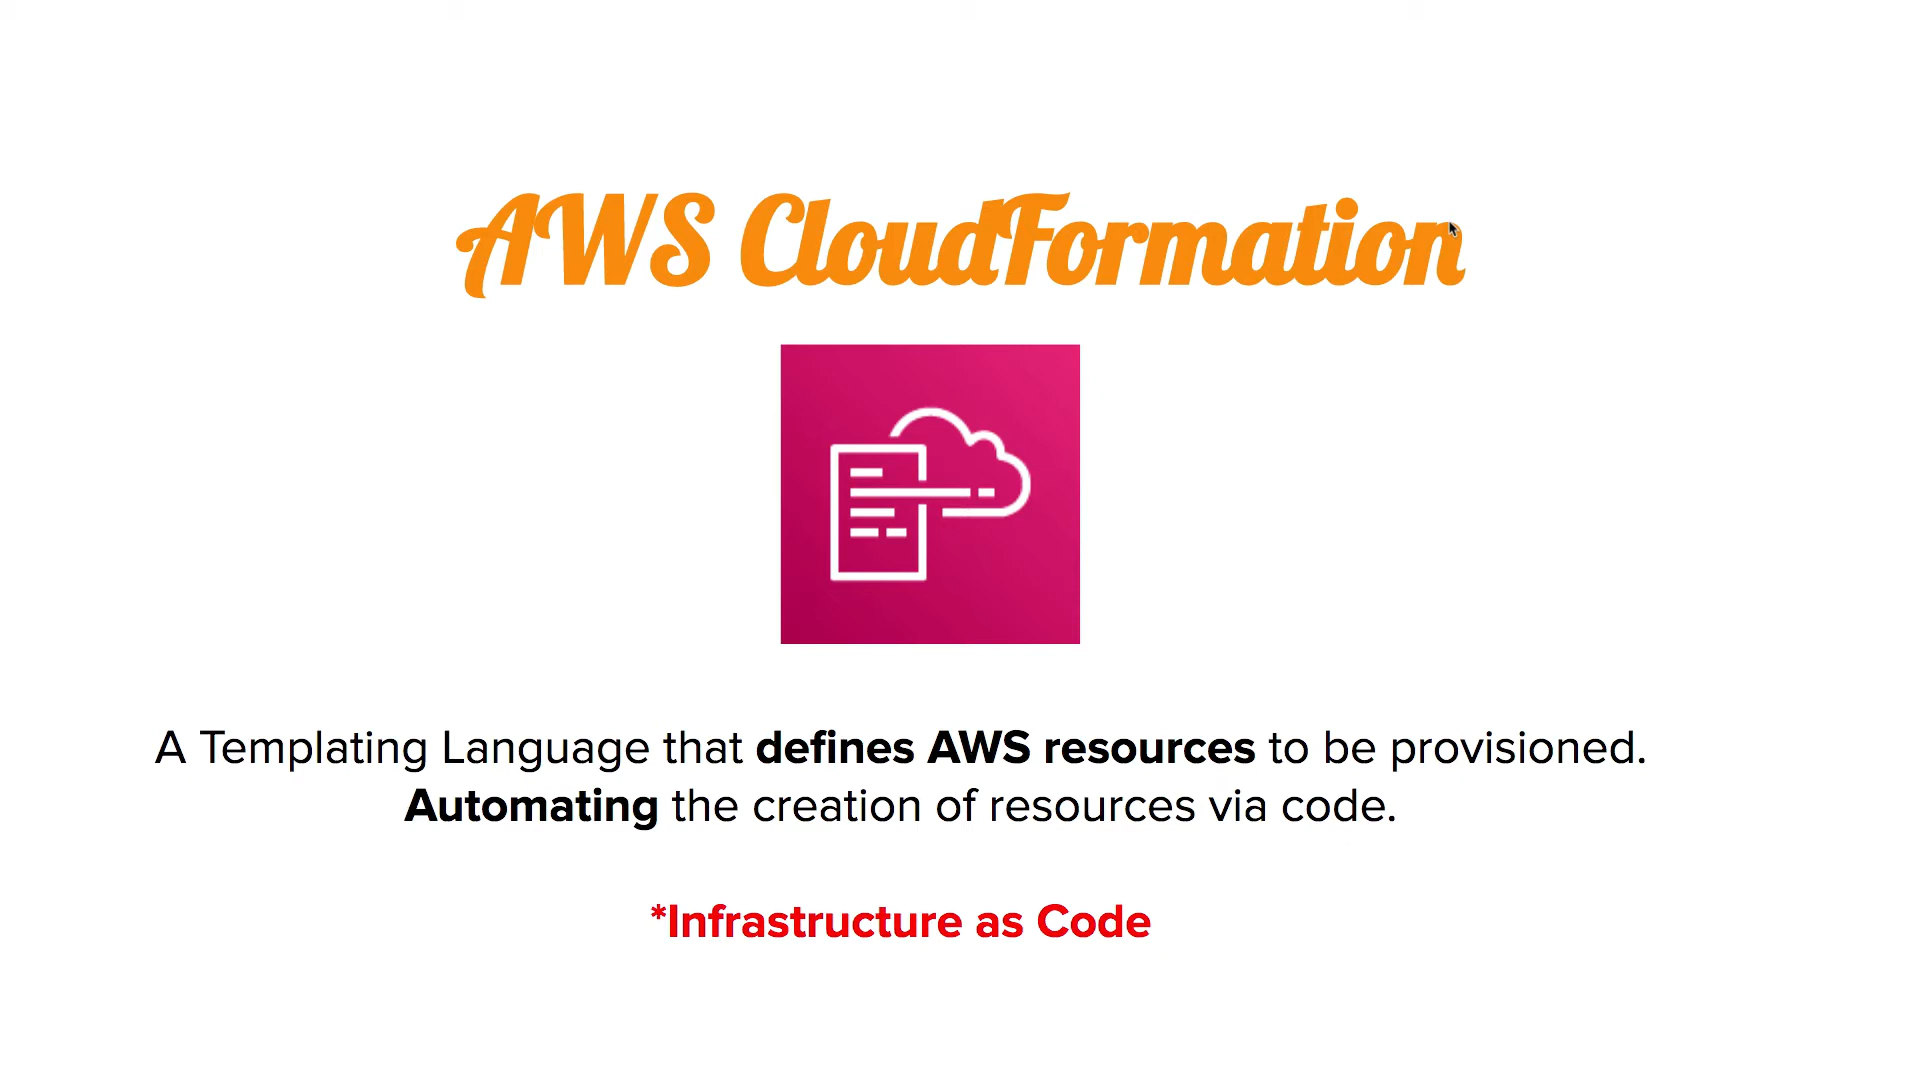 AWS CloudFormation
A Templating Language that defines AWS resources to be provisioned.
Automating the creation of resources via code.
*Infrastructure as Code